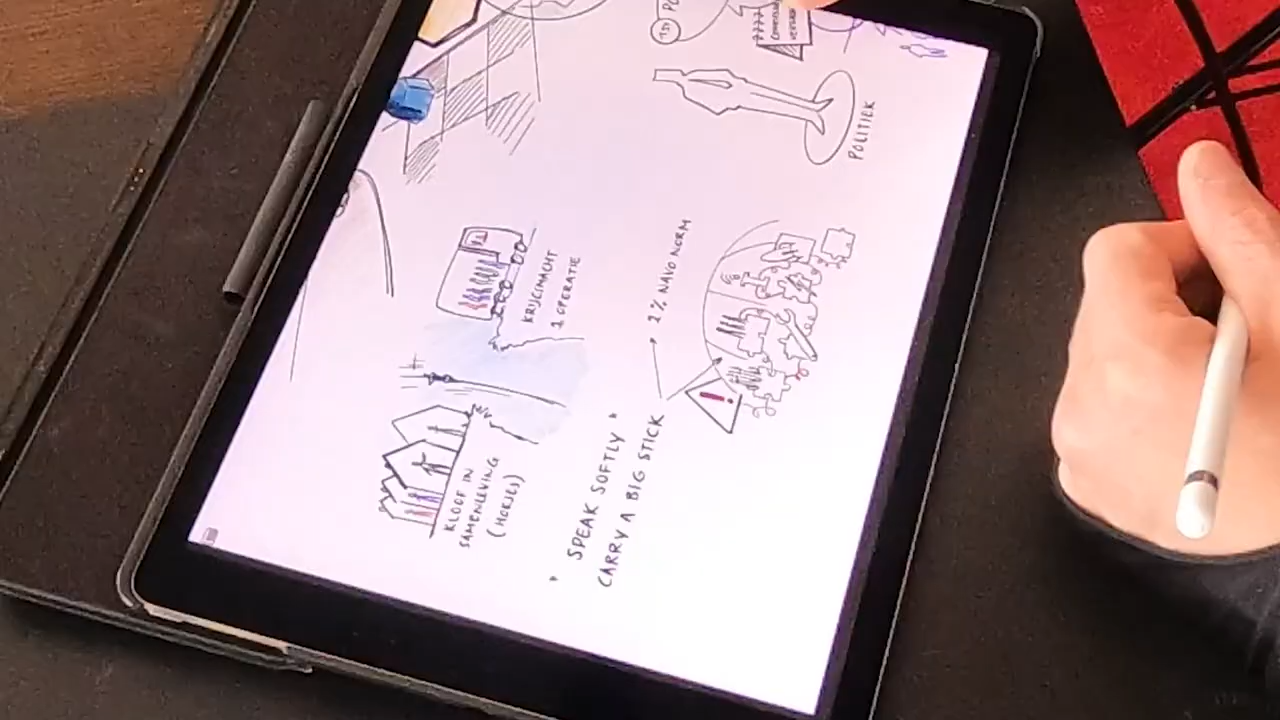 KLOOF IN
SAMENLEVING
(HOKJES)
KRIJGSMACHT
1 OPERATIE
" SPEAK SOFTLY "
CARRY A BIG STICK
2% NAVO NORM
!
POLITIEK